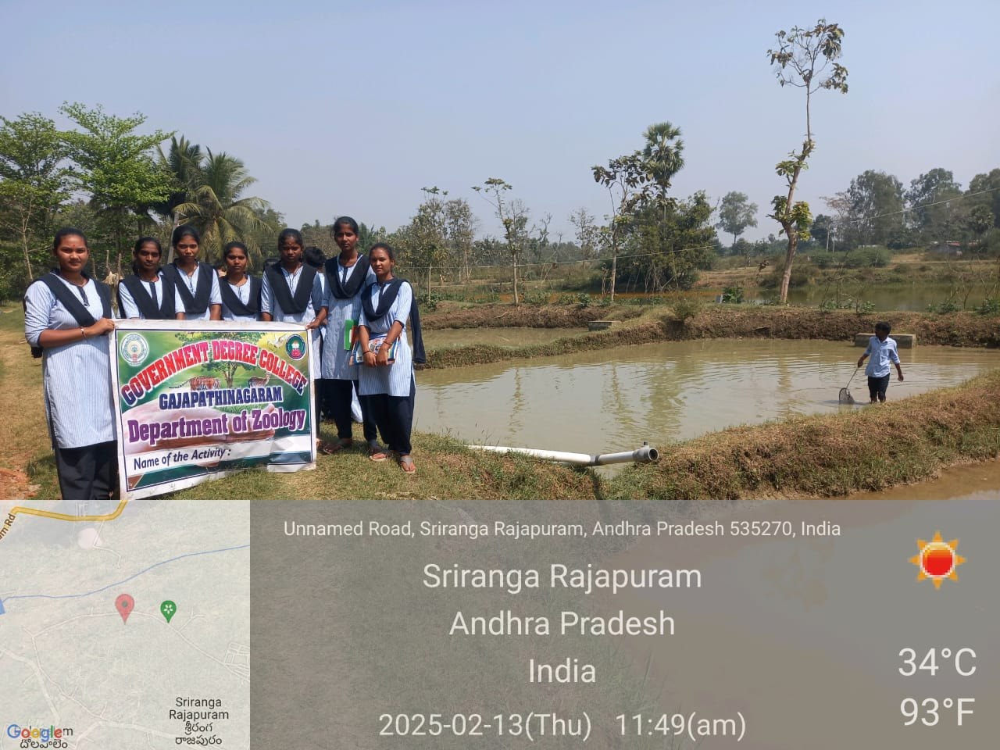 GOVERNMENT DEGREE COLLEGE
GAJAPATHINAGARAM
Department of Zoology
Name of the Activity :
Unnamed Road, Sriranga Rajapuram, Andhra Pradesh 535270, India
Sriranga Rajapuram
Andhra Pradesh
India
2025-02-13(Thu) 11:49(am)
34°C
93°F
Sriranga
Rajapuram
శ్రీరంగ
రాజపురం
Google